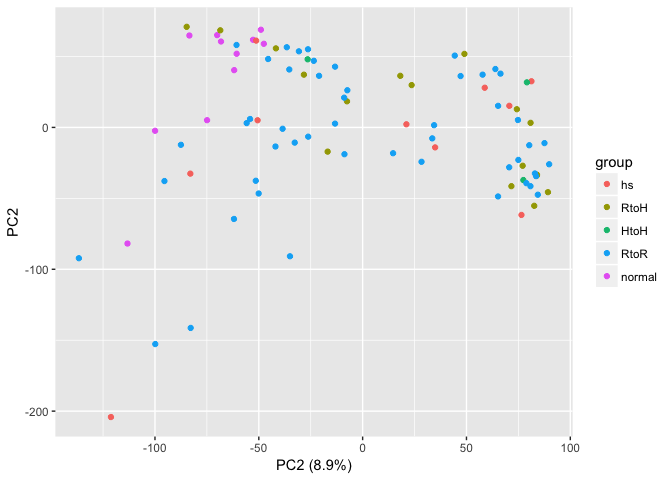 0
-100
-200
PC2
-100
-50
0
50
100
PC2 (8.9%)
group
hs
RtoH
HtoH
RtoR
normal